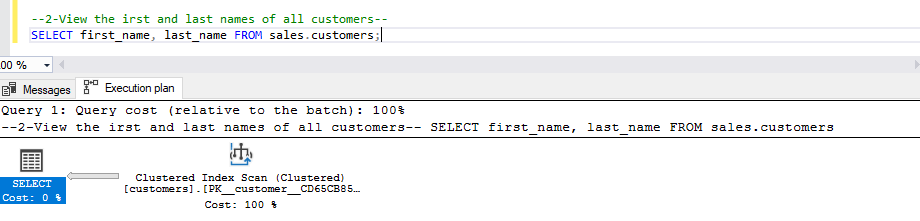 --2-View the irst and last names of all customers--
SELECT first_name, last_name FROM sales.customers;
00 %
Messages
Execution plan
Query 1: Query cost (relative to the batch): 100%
--2-View the irst and last names of all customers-- SELECT first_name, last_name FROM sales.customers
SELECT
Cost: 0 %
Clustered Index Scan (Clustered)
[customers].[PK__customer__CD65CB85…
Cost: 100 %